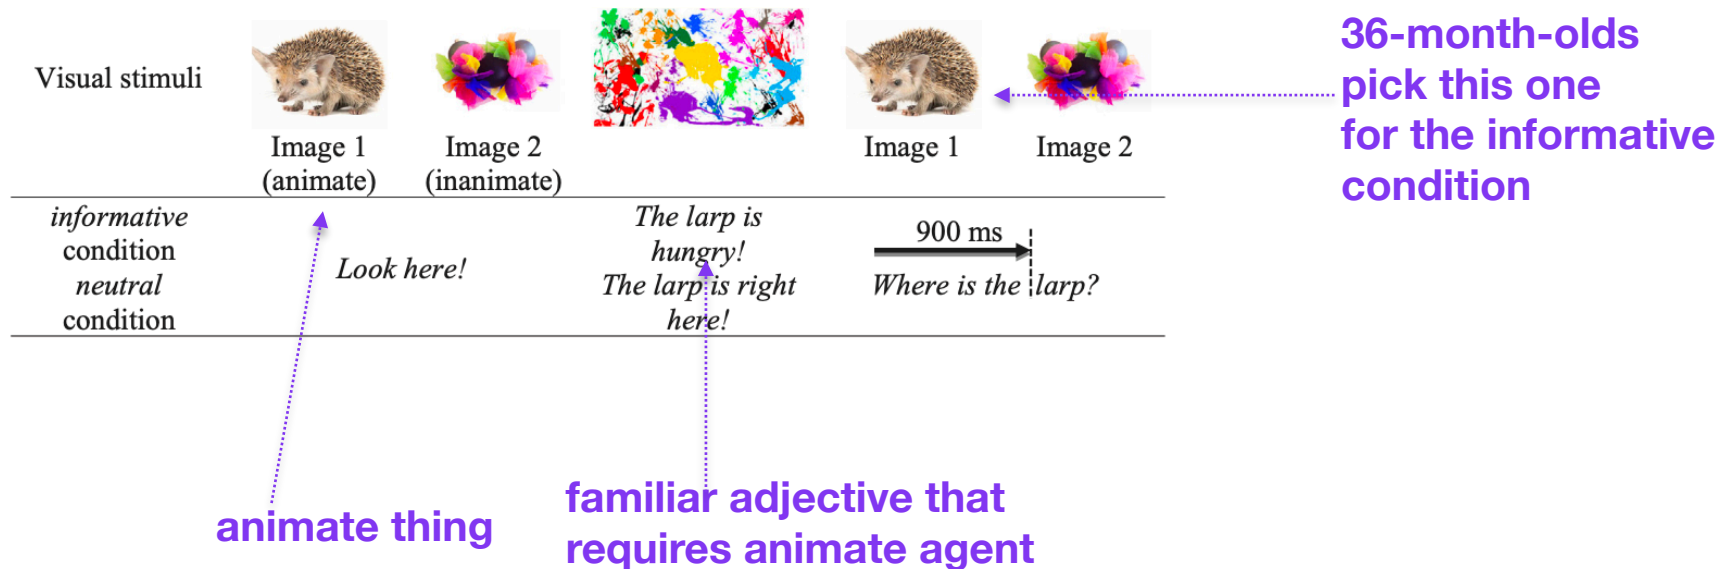 Visual stimuli
Image 1
(animate)
Image 2
(inanimate)
Image 1
Image 2
36-month-olds
pick this one
for the informative
condition
informative
condition
neutral
condition
Look here!
The larp is
hungry!
The larp is right
here!
900 ms
Where is the larp?
animate thing
familiar adjective that
requires animate agent